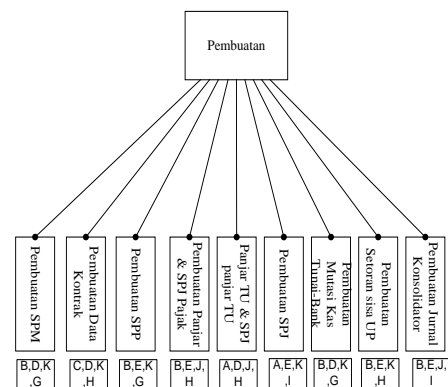 Pembuatan
Pembuatan SPM
Pembuatan Data
Kontrak
Pembuatan SPP
Pembuatan Panjar
& SPJ Pajak
Panjar TU & SPJ
panjar TU
Pembuatan SPJ
Pembuatan
Mutasi Kas
Tunai-Bank
Pembuatan
Setoran sisa UP
Pembuatan Jurnal
Konsolidator
B,D,K
,G
C,D,K
,H
B,E,K
,G
B,E,J,
H
A,D,J,
H
A,E,K
,I
B,D,K
,G
B,E,K
,H
B,E,J,
I